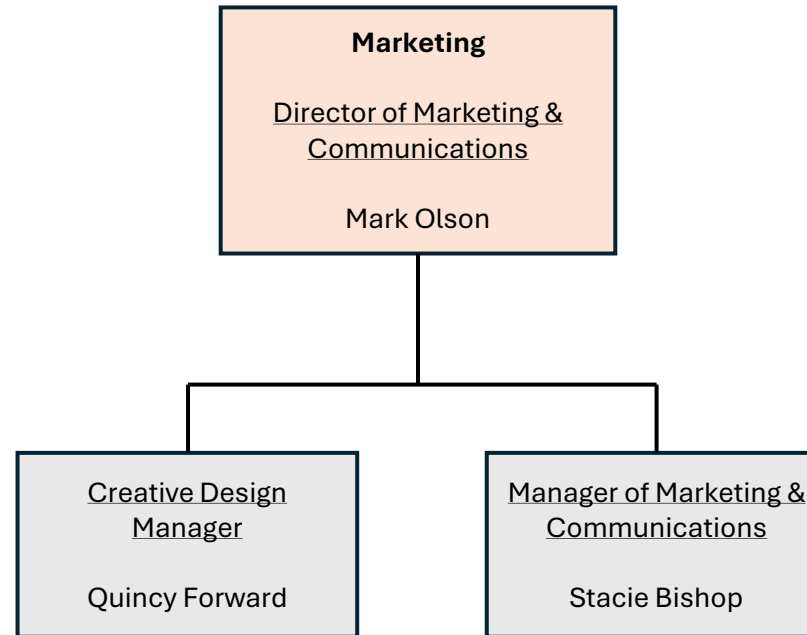 Marketing
Director of Marketing &
Communications
Mark Olson
Creative Design
Manager
Quincy Forward
Manager of Marketing &
Communications
Stacie Bishop